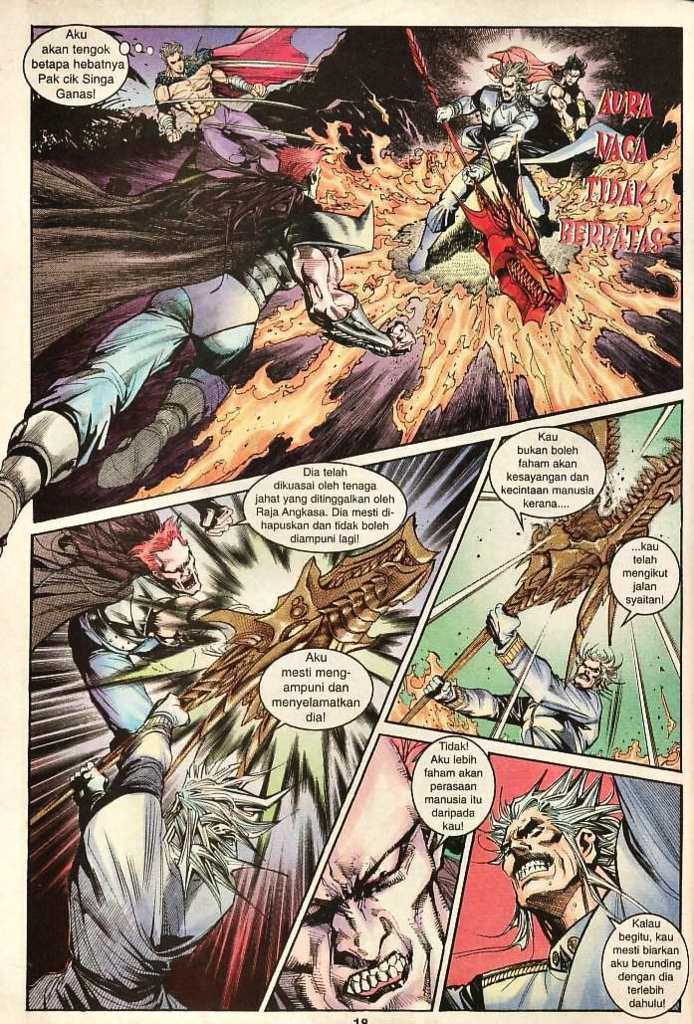 Aku
akan tengok
betapa hebatnya
Pak cik Singa
Ganas!
AURA
NAGA
TIDAK
BERBATAS
Dia telah
dikuasai oleh tenaga
jahat yang ditinggalkan oleh
Raja Angkasa. Dia mesti di-
hapuskan dan tidak boleh
diampuni lagi!
Aku
mesti meng-
ampuni dan
menyelamatkan
dia!
Kau
bukan boleh
faham akan
kesayangan dan
kecintaan manusia
kerana....
...kau
telah
mengikut
jalan
syaitan!
Tidak!
Aku lebih
faham akan
perasaan
manusia itu
daripada
kau!
Kalau
begitu, kau
mesti biarkan
aku berunding
dengan dia
terlebih
dahulu!
18